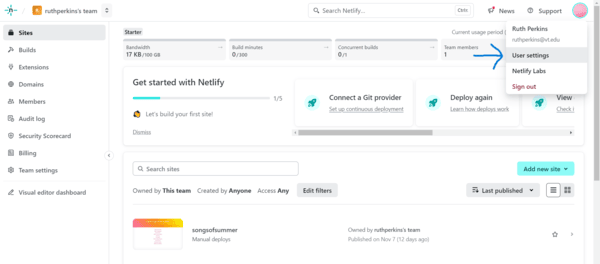 ruthperkins's team
Search Netlify...
Ctrl K
News
Support
Ruth Perkins
ruthperkins@vt.edu
User settings
Netlify Labs
Sign out
Sites
Builds
Extensions
Domains
Members
Audit log
Security Scorecard
Billing
Team settings
Visual editor dashboard
Starter
Current usage period
Bandwidth
17 KB/100 GB
Build minutes
0/300
Concurrent builds
0/1
Team members
1
Get started with Netlify
1/5
Let's build your first site!
Dismiss
Connect a Git provider
Set up continuous deployment
Deploy again
Learn how deploys work
View
Check
Search sites
Add new site
Owned by This team
Created by Anyone
Access Any
Edit filters
Last published
songsofsummer
Manual deploys
Owned by ruthperkins's team
Published on Nov 7 (12 days ago)